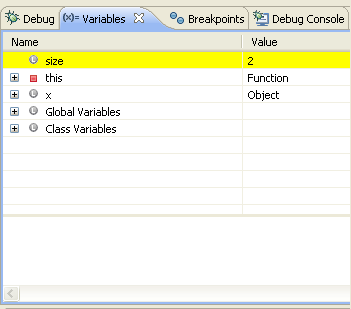 Debug (x)= Variables Breakpoints Debug Console
Name Value
size 2
this Function
x Object
Global Variables
Class Variables